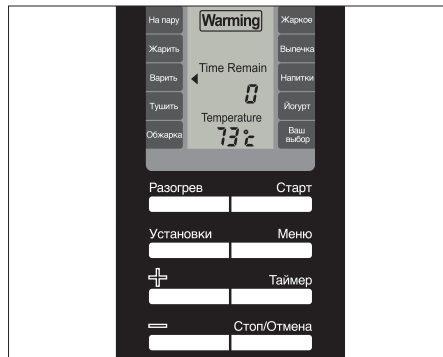 На пару
Жарить
Варить
Тушить
Обжарка
Warming
Time Remain
0
Temperature
73 °c
Жаркое
Выпечка
Напитки
Йогурт
Ваш
выбор
Разогрев
Старт
Установки
Меню
Таймер
Стоп/Отмена